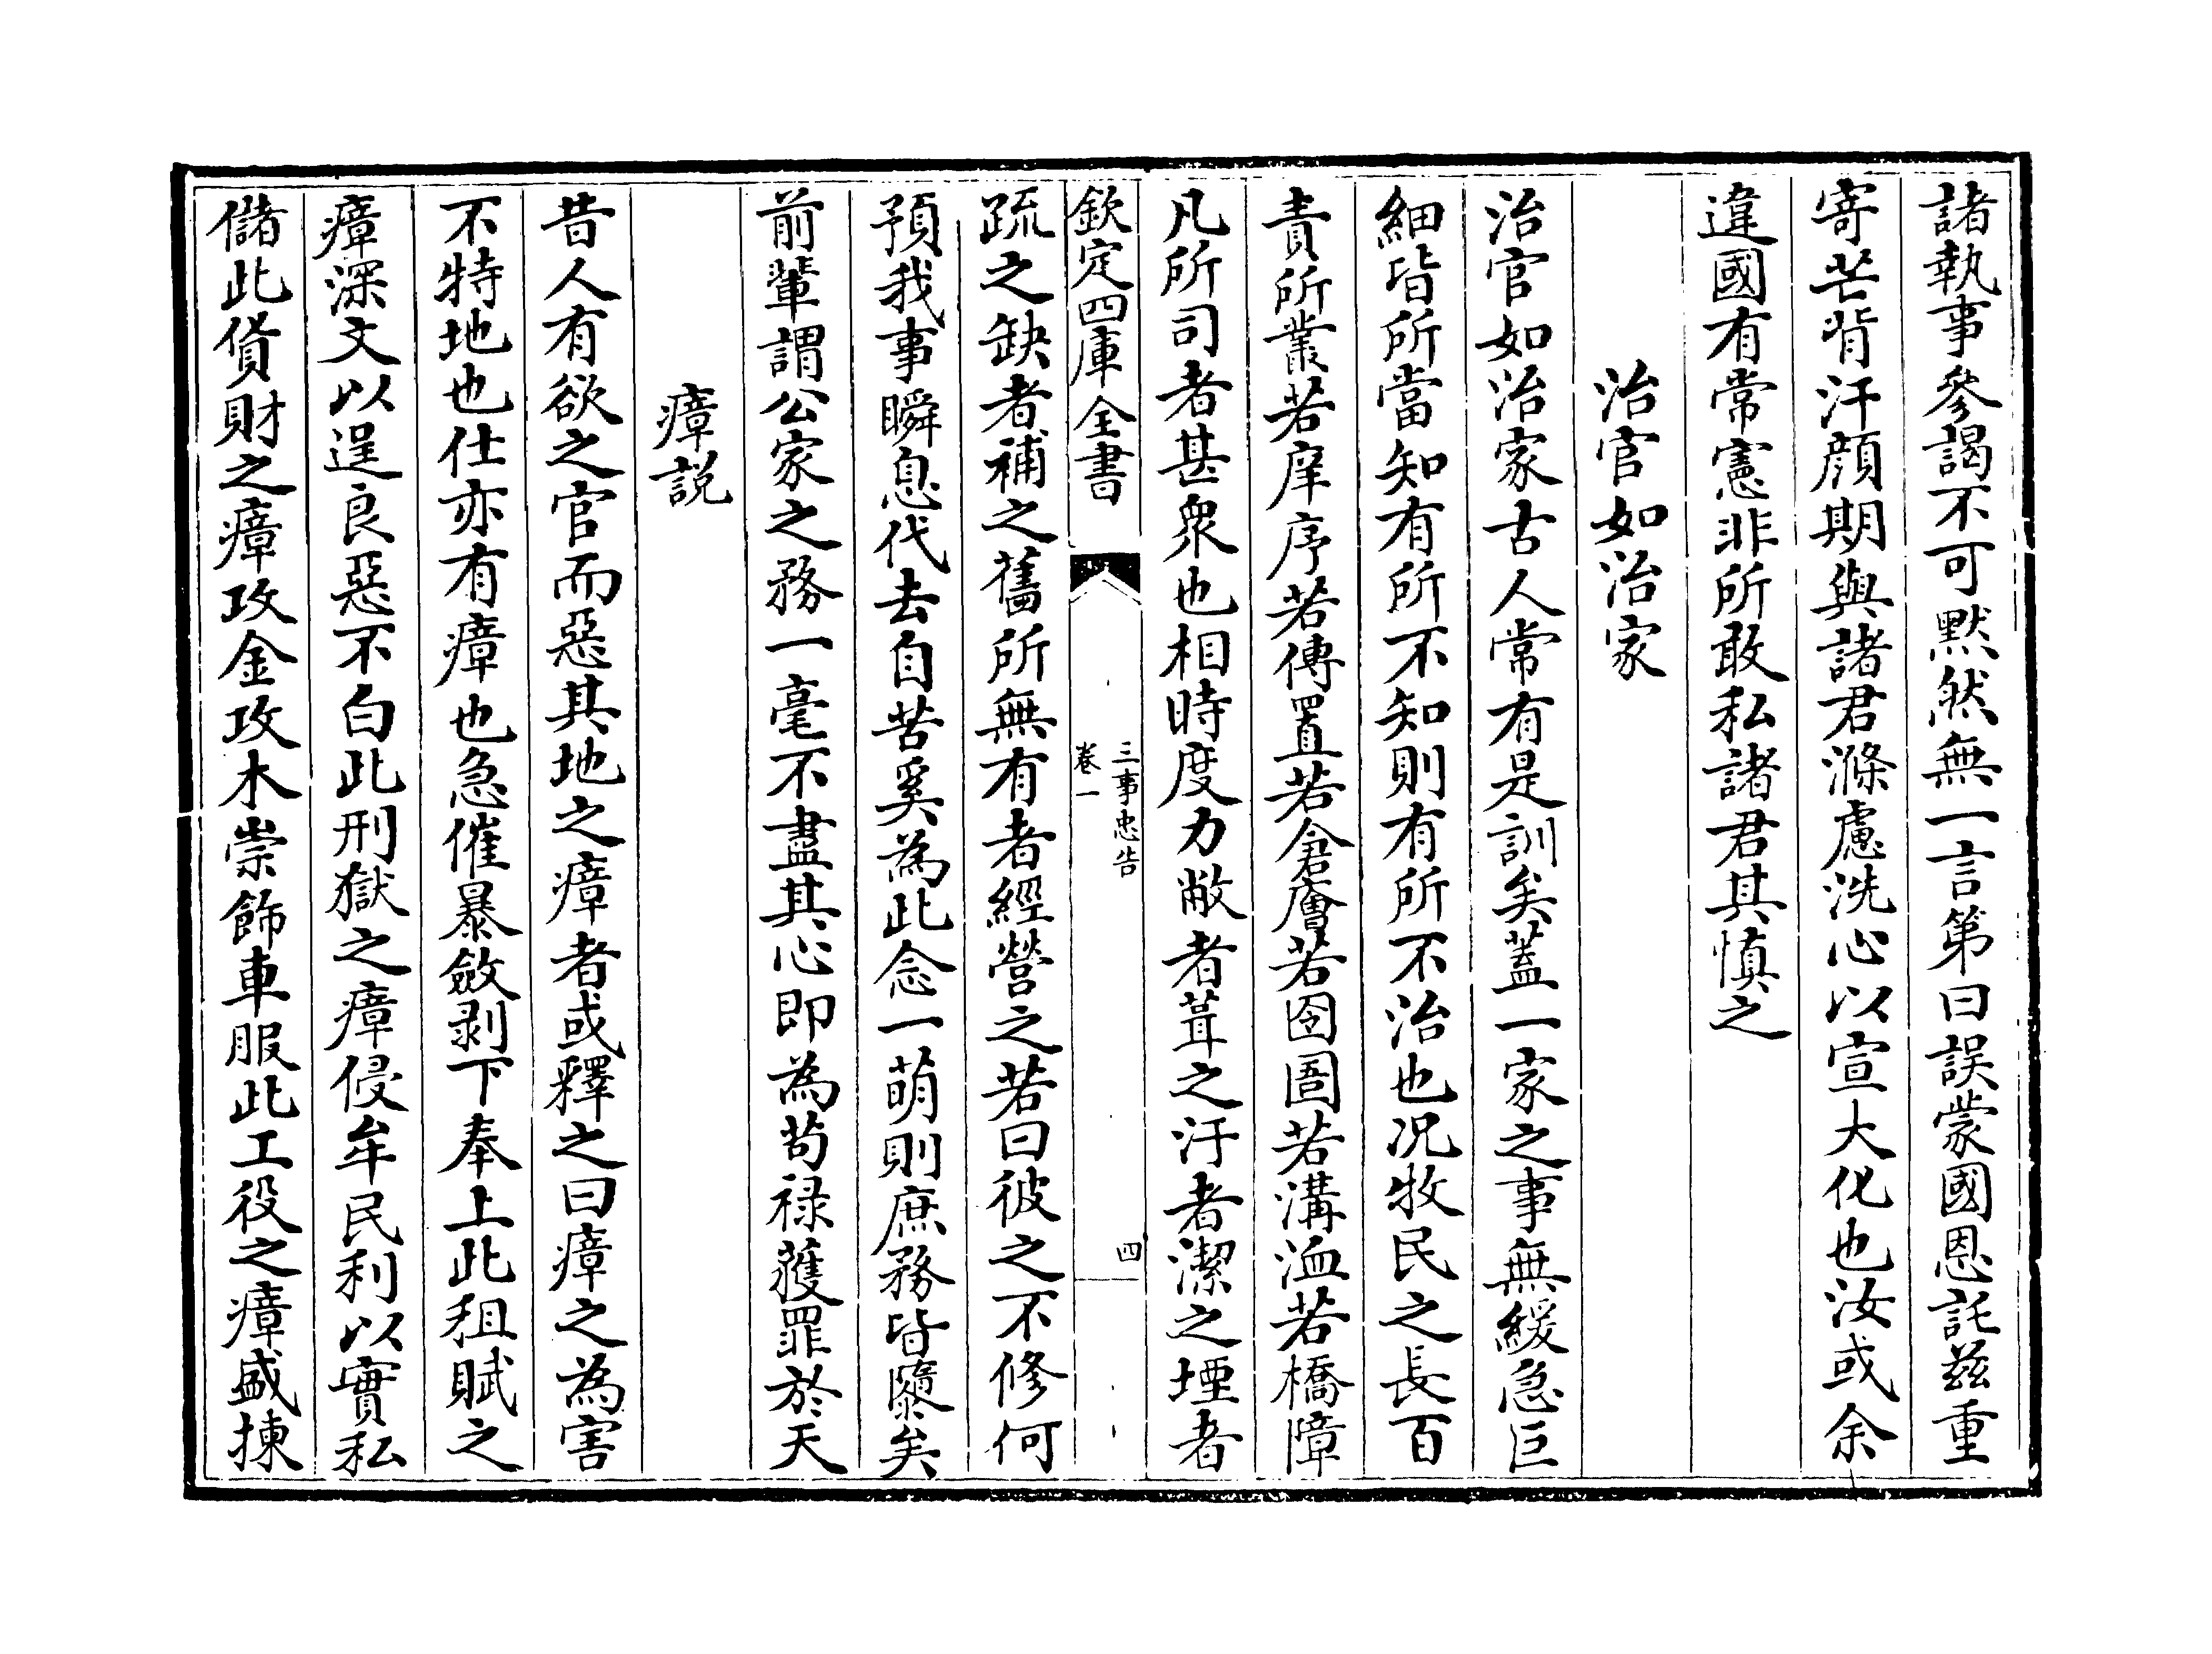 諸執事參謁不可默然無一言第曰誤蒙國恩託兹重
寄芒背汗顔期與諸君滌慮洗心以宣大化也汝或余
違國有常憲非所敢私諸君其慎之
治官如治家
治官如治家古人常有是訓矣蓋一家之事無緩急巨
細皆所當知有所不知則有所不治也况牧民之長百
責所叢若庠序若傳置若倉廥若囹圄若溝洫若橋障
凡所司者甚衆也相時度力敝者葺之汙者潔之堙者
欽定四庫全書
三事忠告
卷一
四
疏之缺者補之舊所無有者經營之若曰彼之不修何
預我事瞬息代去自苦奚為此念一萌則庶務皆隳矣
前輩謂公家之務一毫不盡其心即為苟禄獲罪於天
瘴説
昔人有欲之官而惡其地之瘴者或釋之曰瘴之為害
不特地也仕亦有瘴也急催暴斂剥下奉上此租賦之
瘴深文以逞良惡不白此刑獄之瘴侵牟民利以實私
儲此貨財之瘴攻金攻木崇飾車服此工役之瘴盛揀